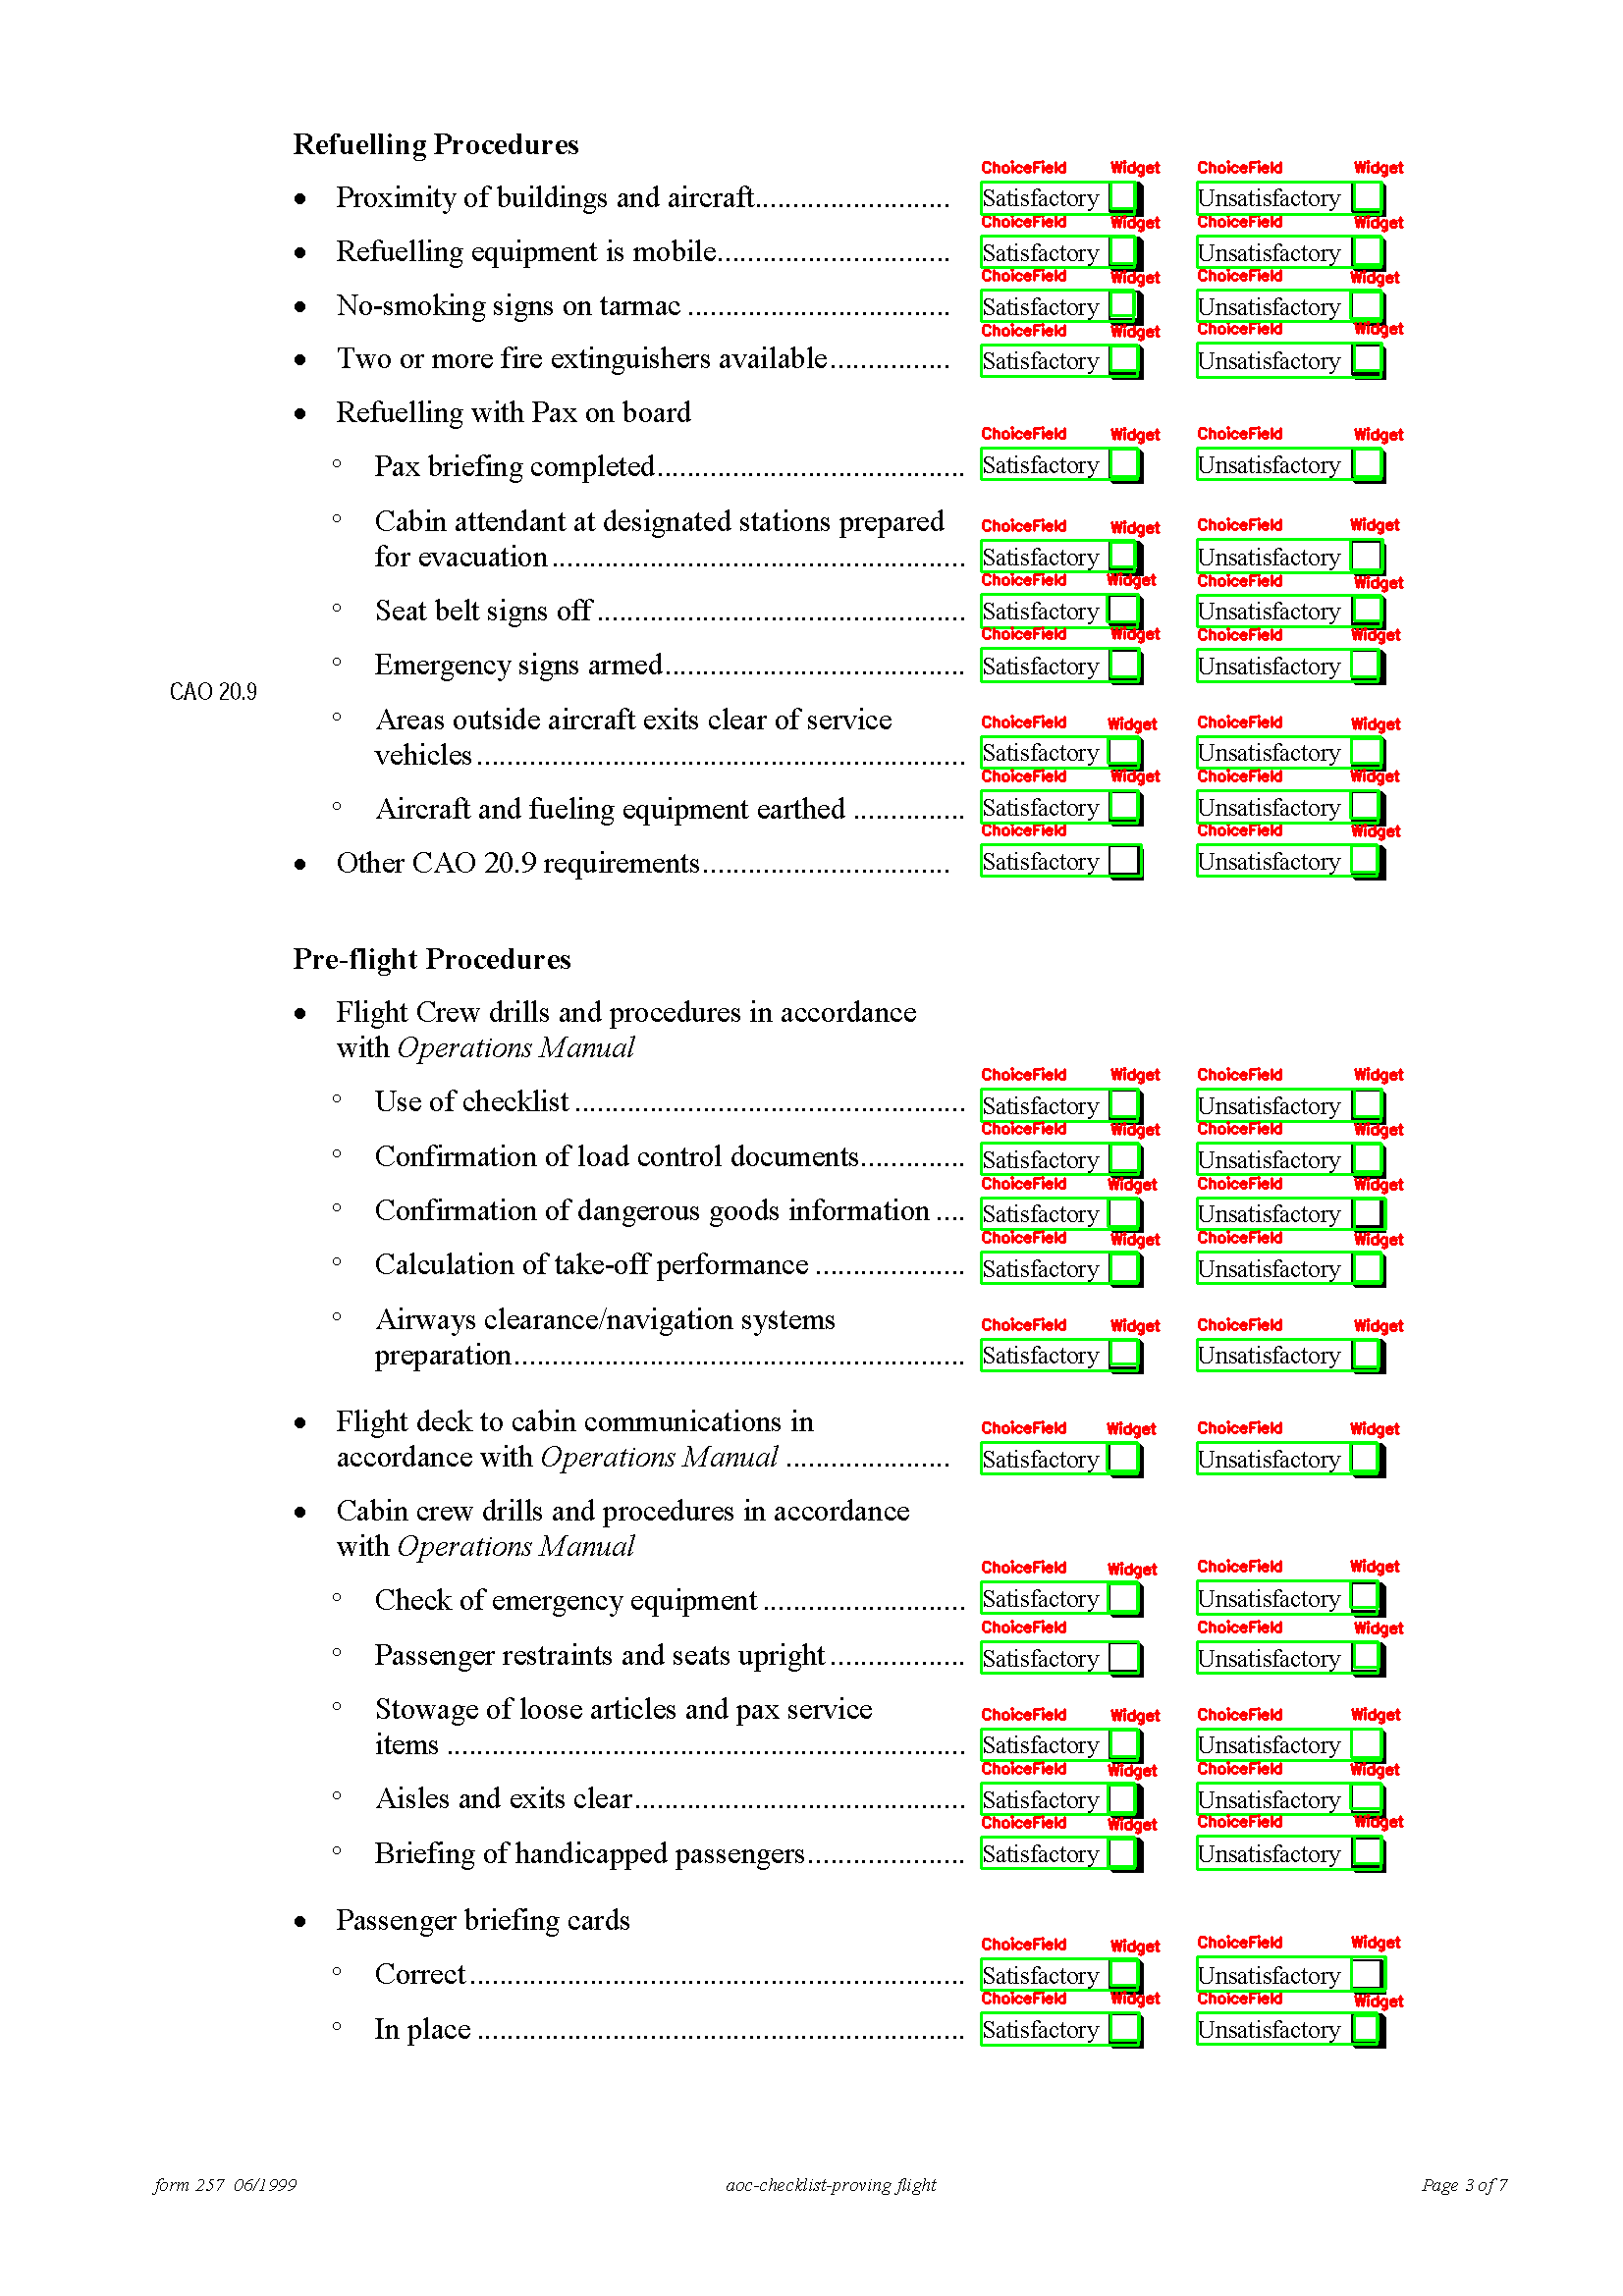 Refuelling Procedures
ChoiceField Widget ChoiceField Widget
• Proximity of buildings and aircraft.......................... Satisfactory Unsatisfactory
ChoiceField Widget ChoiceField Widget
• Refuelling equipment is mobile............................... Satisfactory Unsatisfactory
ChoiceField Widget ChoiceField Widget
• No-smoking signs on tarmac ................................... Satisfactory Unsatisfactory
ChoiceField Widget ChoiceField Widget
• Two or more fire extinguishers available................ Satisfactory Unsatisfactory
• Refuelling with Pax on board
ChoiceField Widget ChoiceField Widget
° Pax briefing completed......................................... Satisfactory Unsatisfactory
° Cabin attendant at designated stations prepared
ChoiceField Widget ChoiceField Widget
for evacuation ....................................................... Satisfactory Unsatisfactory
ChoiceField Widget ChoiceField Widget
° Seat belt signs off ................................................. Satisfactory Unsatisfactory
ChoiceField Widget ChoiceField Widget
° Emergency signs armed........................................ Satisfactory Unsatisfactory
CAO 20.9
° Areas outside aircraft exits clear of service
ChoiceField Widget ChoiceField Widget
vehicles ................................................................. Satisfactory Unsatisfactory
ChoiceField Widget ChoiceField Widget
° Aircraft and fueling equipment earthed ............... Satisfactory Unsatisfactory
ChoiceField ChoiceField Widget
• Other CAO 20.9 requirements................................. Satisfactory Unsatisfactory
Pre-flight Procedures
• Flight Crew drills and procedures in accordance
with Operations Manual
ChoiceField Widget ChoiceField Widget
° Use of checklist .................................................... Satisfactory Unsatisfactory
ChoiceField Widget ChoiceField Widget
° Confirmation of load control documents.............. Satisfactory Unsatisfactory
ChoiceField Widget ChoiceField Widget
° Confirmation of dangerous goods information .... Satisfactory Unsatisfactory
ChoiceField Widget ChoiceField Widget
° Calculation of take-off performance .................... Satisfactory Unsatisfactory
° Airways clearance/navigation systems
ChoiceField Widget ChoiceField Widget
preparation............................................................ Satisfactory Unsatisfactory
• Flight deck to cabin communications in
ChoiceField Widget ChoiceField Widget
accordance with Operations Manual ...................... Satisfactory Unsatisfactory
• Cabin crew drills and procedures in accordance
with Operations Manual
ChoiceField Widget ChoiceField Widget
° Check of emergency equipment ........................... Satisfactory Unsatisfactory
ChoiceField ChoiceField Widget
° Passenger restraints and seats upright .................. Satisfactory Unsatisfactory
° Stowage of loose articles and pax service
ChoiceField Widget ChoiceField Widget
items ..................................................................... Satisfactory Unsatisfactory
ChoiceField Widget ChoiceField Widget
° Aisles and exits clear............................................ Satisfactory Unsatisfactory
ChoiceField Widget ChoiceField Widget
° Briefing of handicapped passengers..................... Satisfactory Unsatisfactory
• Passenger briefing cards
ChoiceField Widget ChoiceField Widget
° Correct.................................................................. Satisfactory Unsatisfactory
ChoiceField Widget ChoiceField Widget
° In place ................................................................. Satisfactory Unsatisfactory
form 257 06/1999 aoc-checklist-proving flight Page 3 of 7